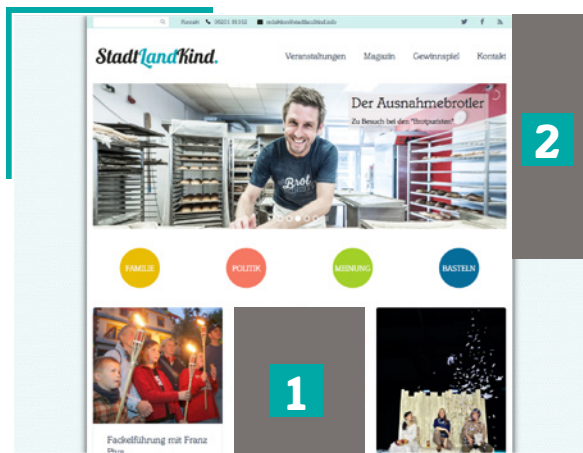 Kontakt
StadtLandKind.
Veranstaltungen Magazin Gewinnspiel Kontakt
Der Ausnahmebrotler
Zu Besuch bei den "Brotpuristen"
Brot
2
FAMILIE POLITIK MEINUNG BASTELN
1
Fackelführung mit Franz